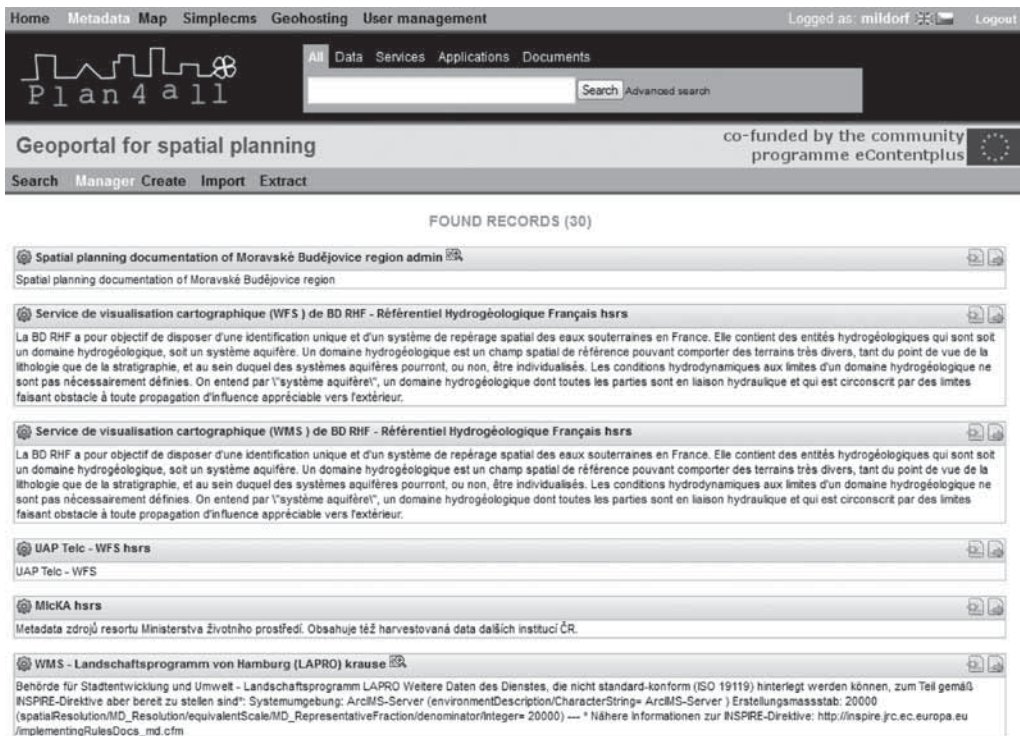 Home Metadata Map Simplecms Geohosting User management Logged as: mildorf Logout
All Data Services Applications Documents
Plan4all
Search Advanced search
Geoportal for spatial planning
co-funded by the community
programme eContentplus
Search Manager Create Import Extract
FOUND RECORDS (30)
Spatial planning documentation of Moravské Budějovice region admin
Spatial planning documentation of Moravské Budějovice region
Service de visualisation cartographique (WFS ) de BD RHF - Référentiel Hydrogéologique Français hsrs
La BD RHF a pour objectif de disposer d'une identification unique et d'un système de repérage spatial des eaux souterraines en France. Elle contient des entités hydrogéologiques qui sont soit
un domaine hydrogéologique, soit un système aquifère. Un domaine hydrogéologique est un champ spatial de référence pouvant comporter des terrains très divers, tant du point de vue de la
lithologie que de la stratigraphie, et au sein duquel des systèmes aquifères pourront, ou non, être individualisés. Les conditions hydrodynamiques aux limites d'un domaine hydrogéologique ne
sont pas nécessairement définies. On entend par \"système aquifère\", un domaine hydrogéologique dont toutes les parties sont en liaison hydraulique et qui est circonscrit par des limites
faisant obstacle à toute propagation d'influence appréciable vers l'extérieur.
Service de visualisation cartographique (WMS ) de BD RHF - Référentiel Hydrogéologique Français hsrs
La BD RHF a pour objectif de disposer d'une identification unique et d'un système de repérage spatial des eaux souterraines en France. Elle contient des entités hydrogéologiques qui sont soit
un domaine hydrogéologique, soit un système aquifère. Un domaine hydrogéologique est un champ spatial de référence pouvant comporter des terrains très divers, tant du point de vue de la
lithologie que de la stratigraphie, et au sein duquel des systèmes aquifères pourront, ou non, être individualisés. Les conditions hydrodynamiques aux limites d'un domaine hydrogéologique ne
sont pas nécessairement définies. On entend par \"système aquifère\", un domaine hydrogéologique dont toutes les parties sont en liaison hydraulique et qui est circonscrit par des limites
faisant obstacle à toute propagation d'influence appréciable vers l'extérieur.
UAP Telc - WFS hsrs
UAP Telc - WFS
MIcKA hsrs
Metadata zdrojů resortu Ministerstva životního prostředí. Obsahuje též harvestovaná data dalších institucí ČR.
WMS - Landschaftsprogramm von Hamburg (LAPRO) krause
Behörde für Stadtentwicklung und Umwelt - Landschaftsprogramm LAPRO Weitere Daten des Dienstes, die nicht standard-konform (ISO 19119) hinterlegt werden können, zum Teil gemäß
INSPIRE-Direktive aber bereit zu stellen sind*: Systemumgebung: ArcIMS-Server (environmentDescription/CharacterString= ArcIMS-Server ) Erstellungsmassstab: 20000
(spatialResolution/MD_Resolution/equivalentScale/MD_RepresentativeFraction/denominator/Integer= 20000) --- * Nähere Informationen zur INSPIRE-Direktive: http://inspire.jrc.ec.europa.eu
/implementingRulesDocs_md.cfm